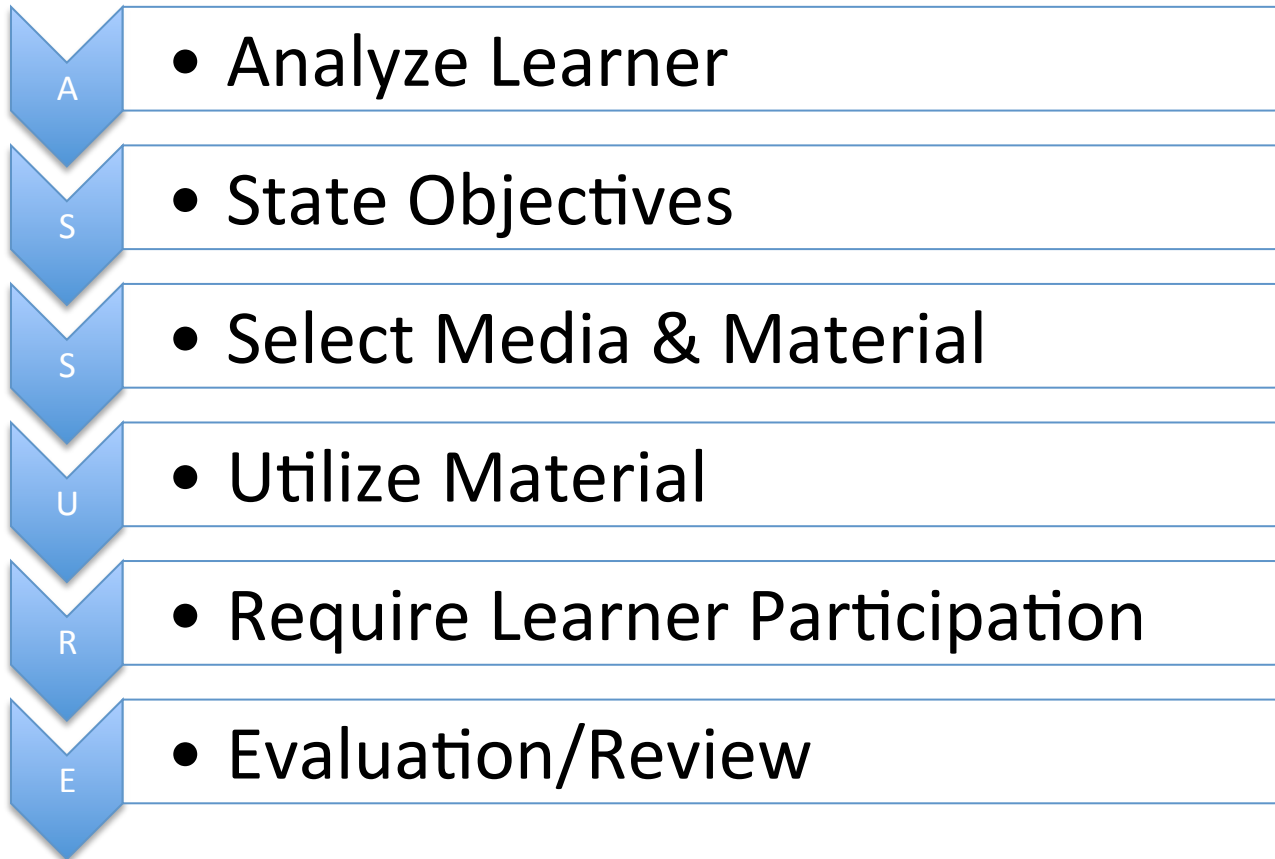 A
• Analyze Learner
S
• State Objectives
S
• Select Media & Material
U
• Utilize Material
R
• Require Learner Participation
E
• Evaluation/Review